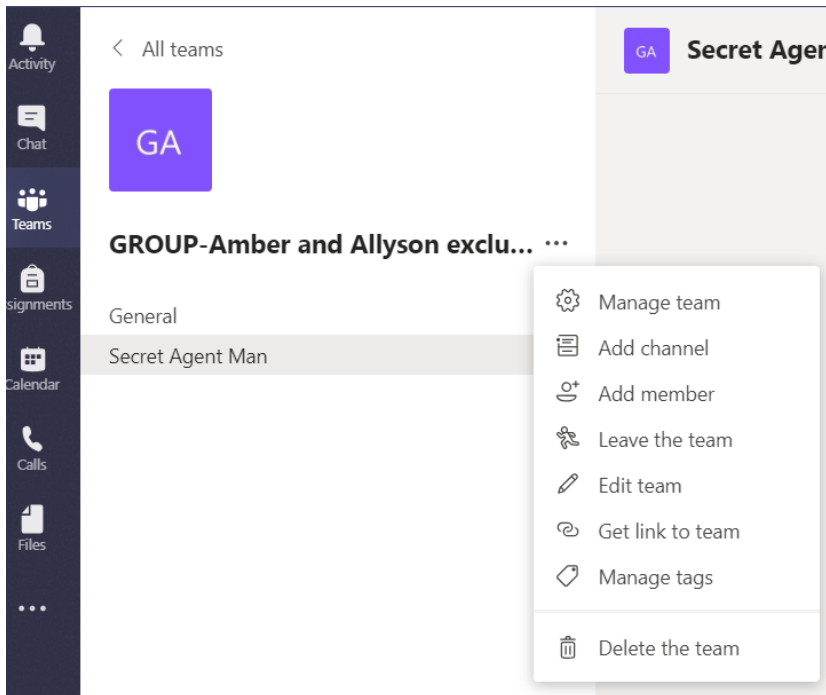 Activity
Chat
Teams
signments
Calendar
Calls
Files
All teams
GA
GROUP-Amber and Allyson exclu...
General
Secret Agent Man
GA
Secret Agen
Manage team
Add channel
Add member
Leave the team
Edit team
Get link to team
Manage tags
Delete the team